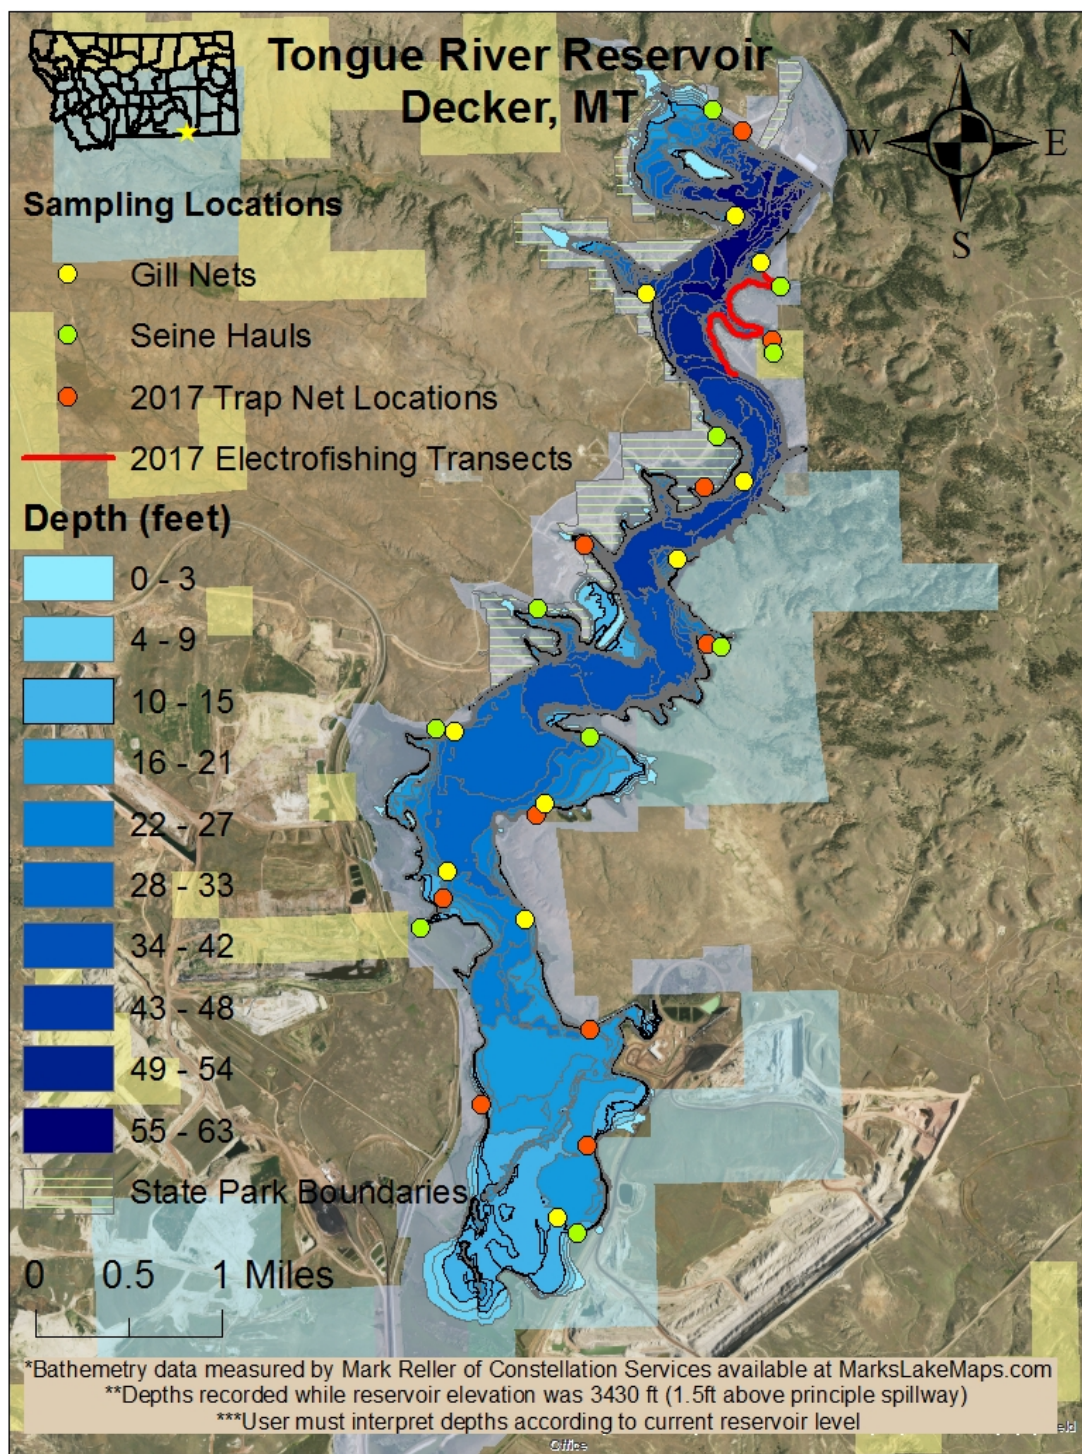 Tongue River Reservoir
Decker, MT
N
W
E
S
Sampling Locations
Gill Nets
Seine Hauls
2017 Trap Net Locations
2017 Electrofishing Transects
Depth (feet)
0 - 3
4 - 9
10 - 15
16 - 21
22 - 27
28 - 33
34 - 42
43 - 48
49 - 54
55 - 63
State Park Boundaries
0 0.5 1 Miles
*Bathemetry data measured by Mark Reller of Constellation Services available at MarksLakeMaps.com
**Depths recorded while reservoir elevation was 3430 ft (1.5ft above principle spillway)
***User must interpret depths according to current reservoir level
Office